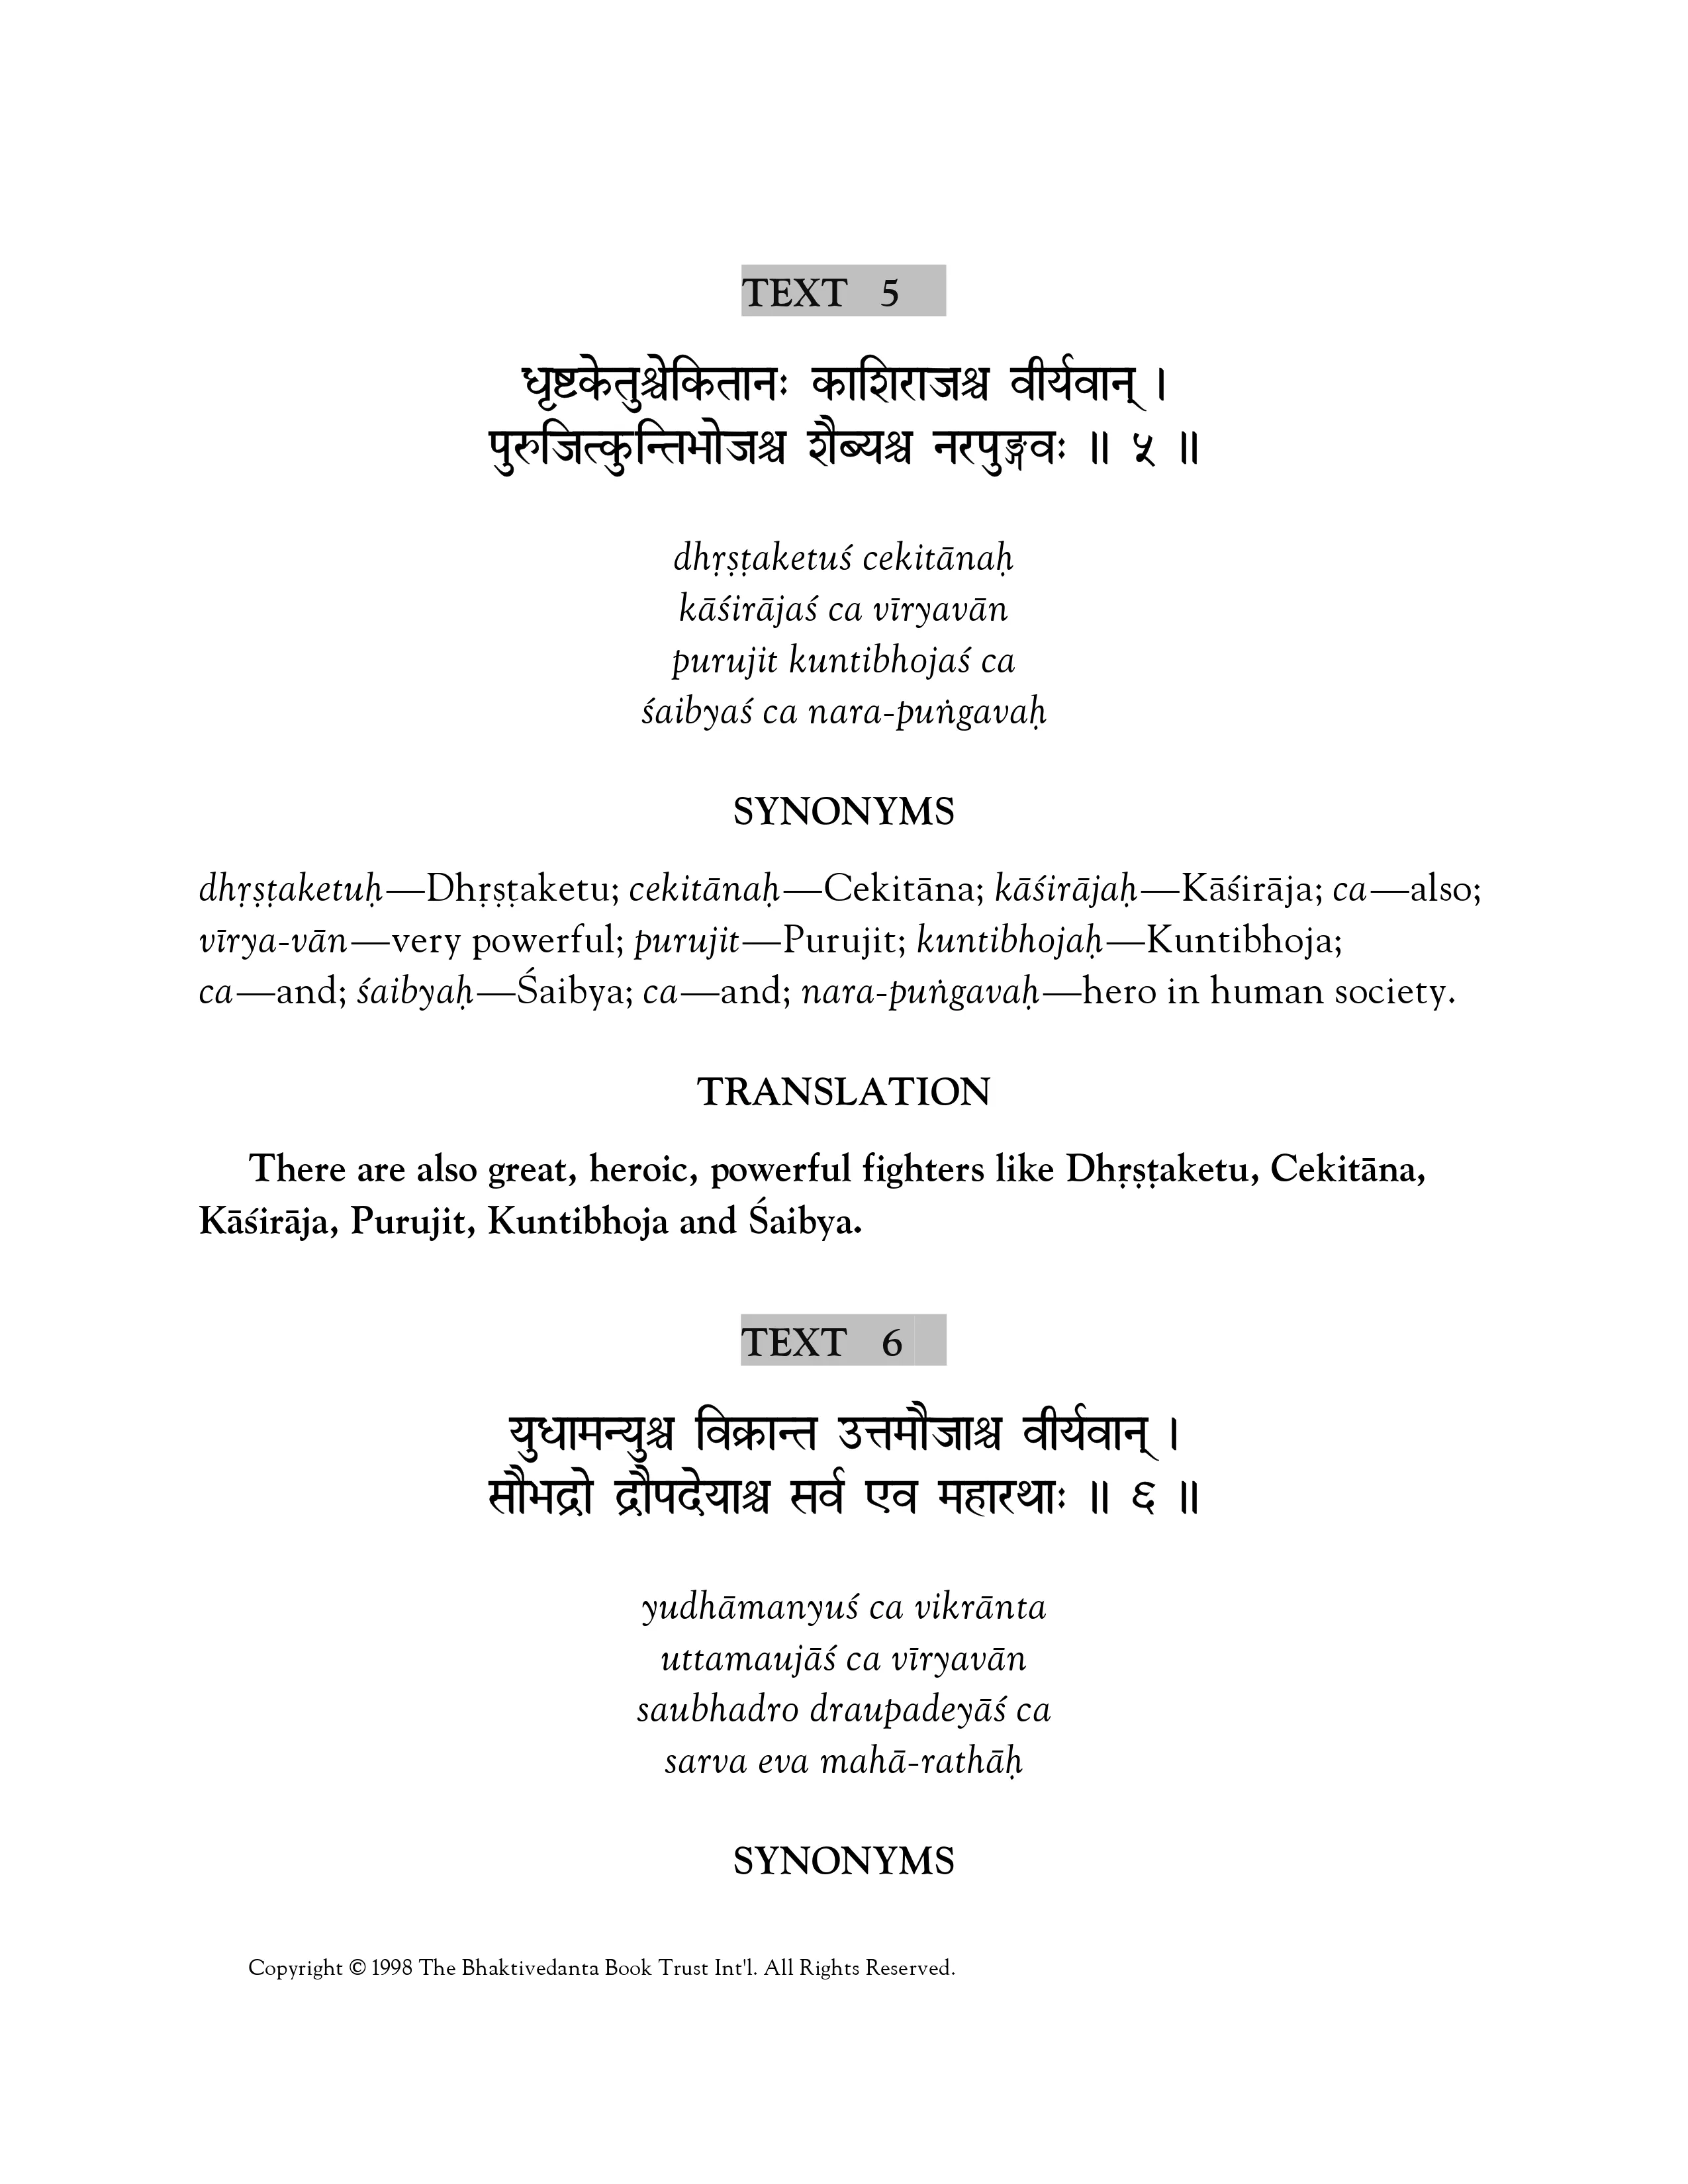 TEXT 5
धृष्टकेतुश्चेकितानः काशिराजश्च वीर्यवान् ।
पुरुजित्कुन्तिभोजश्च शैब्यश्च नरपुङ्गवः ॥ ५ ॥
dhṛṣṭaketuś cekitānaḥ
kāśirājaś ca vīryavān
purujit kuntibhojaś ca
śaibyaś ca nara-puṅgavaḥ
SYNONYMS
dhṛṣṭaketuḥ—Dhṛṣṭaketu; cekitānaḥ—Cekitāna; kāśirājaḥ—Kāśirāja; ca—also;
vīrya-vān—very powerful; purujit—Purujit; kuntibhojaḥ—Kuntibhoja;
ca—and; śaibyaḥ—Śaibya; ca—and; nara-puṅgavaḥ—hero in human society.
TRANSLATION
There are also great, heroic, powerful fighters like Dhṛṣṭaketu, Cekitāna,
Kāśirāja, Purujit, Kuntibhoja and Śaibya.
TEXT 6
युधामन्युश्च विक्रान्त उत्तमौजाश्च वीर्यवान् ।
सौभद्रो द्रौपदेयाश्च सर्व एव महारथाः ॥ ६ ॥
yudhāmanyuś ca vikrānta
uttamaujāś ca vīryavān
saubhadro draupadeyāś ca
sarva eva mahā-rathāḥ
SYNONYMS
Copyright © 1998 The Bhaktivedanta Book Trust Int'l. All Rights Reserved.